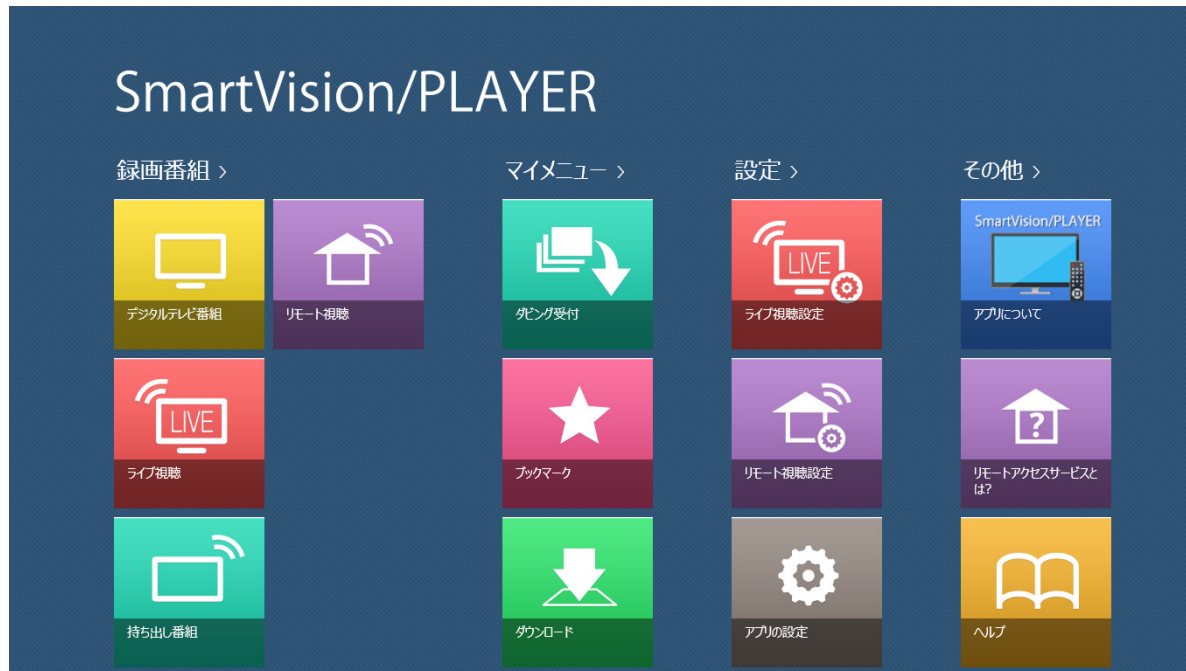 SmartVision/PLAYER
録画番組 >
デジタルテレビ番組
リモート視聴
LIVE
ライブ視聴
持ち出し番組
マイメニュー >
ダビング受付
ブックマーク
ダウンロード
設定 >
LIVE
ライブ視聴設定
リモート視聴設定
アプリの設定
その他 >
SmartVision/PLAYER
アプリについて
?
リモートアクセスサービスと
は?
ヘルプ